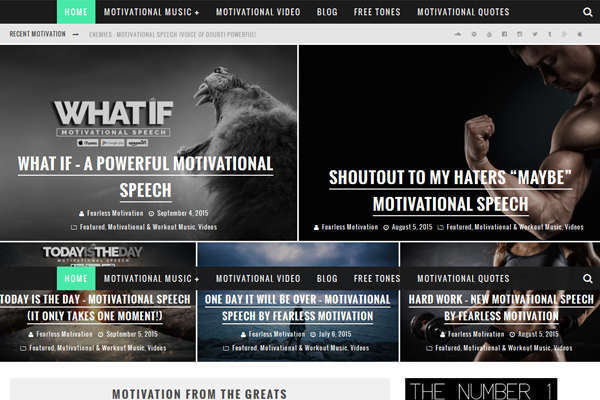 HOME MOTIVATIONAL MUSIC + MOTIVATIONAL VIDEO BLOG FREE TONES MOTIVATIONAL QUOTES
RECENT MOTIVATION ENEMIES - MOTIVATIONAL SPEECH (VOICE OF DOUBT) POWERFUL!
WHAT IF
MOTIVATIONAL SPEECH
WHAT IF - A POWERFUL MOTIVATIONAL
SPEECH
Fearless Motivation September 4, 2015
Featured, Motivational & Workout Music, Videos
SHOUTOUT TO MY HATERS “MAYBE”
MOTIVATIONAL SPEECH
Fearless Motivation August 5, 2015
Featured, Motivational & Workout Music, Videos
TODAY IS THE DAY
MOTIVATIONAL SPEECH
HOME MOTIVATIONAL MUSIC + MOTIVATIONAL VIDEO BLOG FREE TONES MOTIVATIONAL QUOTES
TODAY IS THE DAY - MOTIVATIONAL SPEECH
(IT ONLY TAKES ONE MOMENT!)
Fearless Motivation September 5, 2015
Featured, Motivational & Workout Music, Videos
ONE DAY IT WILL BE OVER - MOTIVATIONAL
SPEECH BY FEARLESS MOTIVATION
Fearless Motivation July 6, 2015
Featured, Motivational & Workout Music, Videos
HARD WORK - NEW MOTIVATIONAL SPEECH
BY FEARLESS MOTIVATION
Fearless Motivation August 5, 2015
Featured, Motivational & Workout Music, Videos
MOTIVATION FROM THE GREATS
THE NUMBER 1